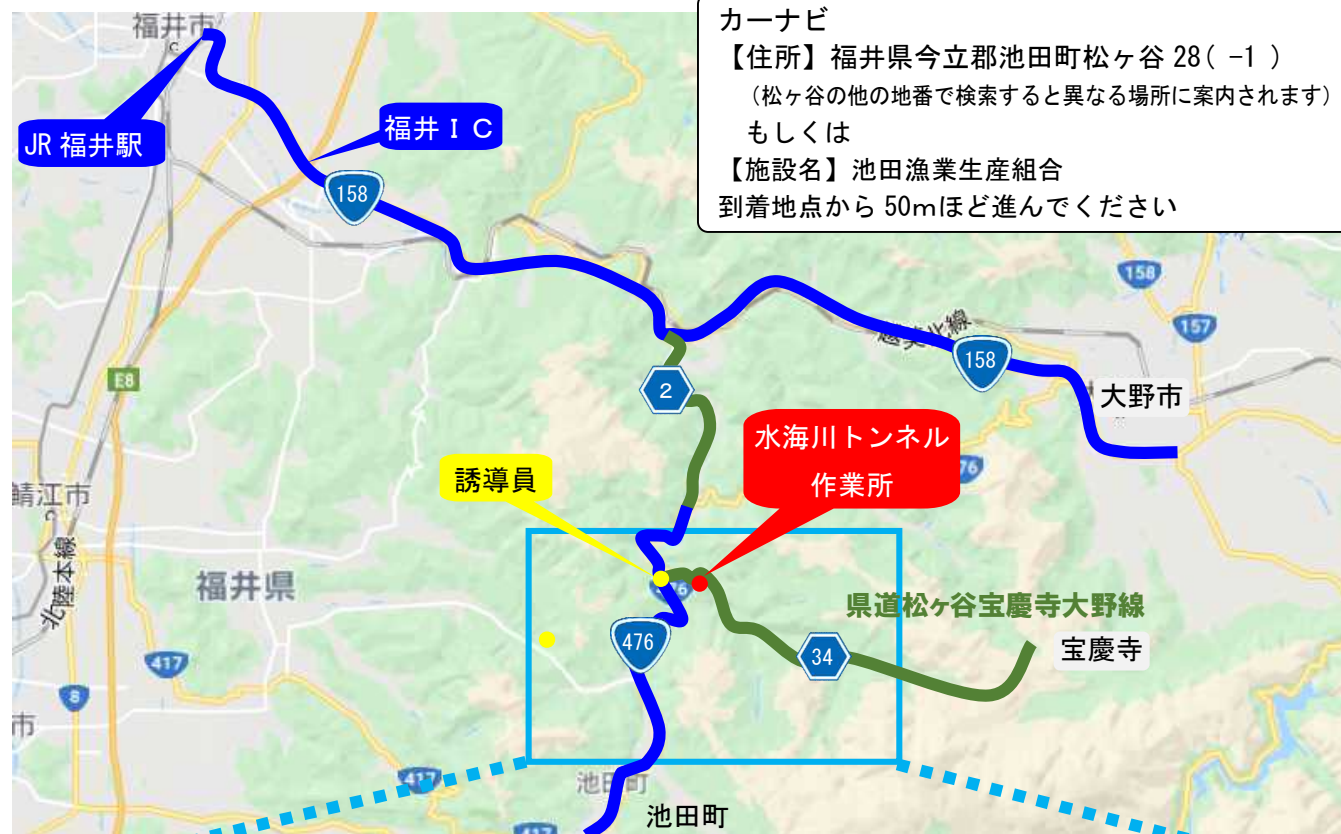 カーナビ
【住所】福井県今立郡池田町松ヶ谷 28( -1 )
(松ヶ谷の他の地番で検索すると異なる場所に案内されます)
もしくは
【施設名】池田漁業生産組合
到着地点から 50mほど進んでください
福井市
JR 福井駅
福井ＩＣ
158
158
157
越美北線
158
E8
2
大野市
水海川トンネル
作業所
76
誘導員
鯖江市
北陸本線
福井県
県道松ヶ谷宝慶寺大野線
宝慶寺
476
34
417
8
市
417
池田町
池田町
417